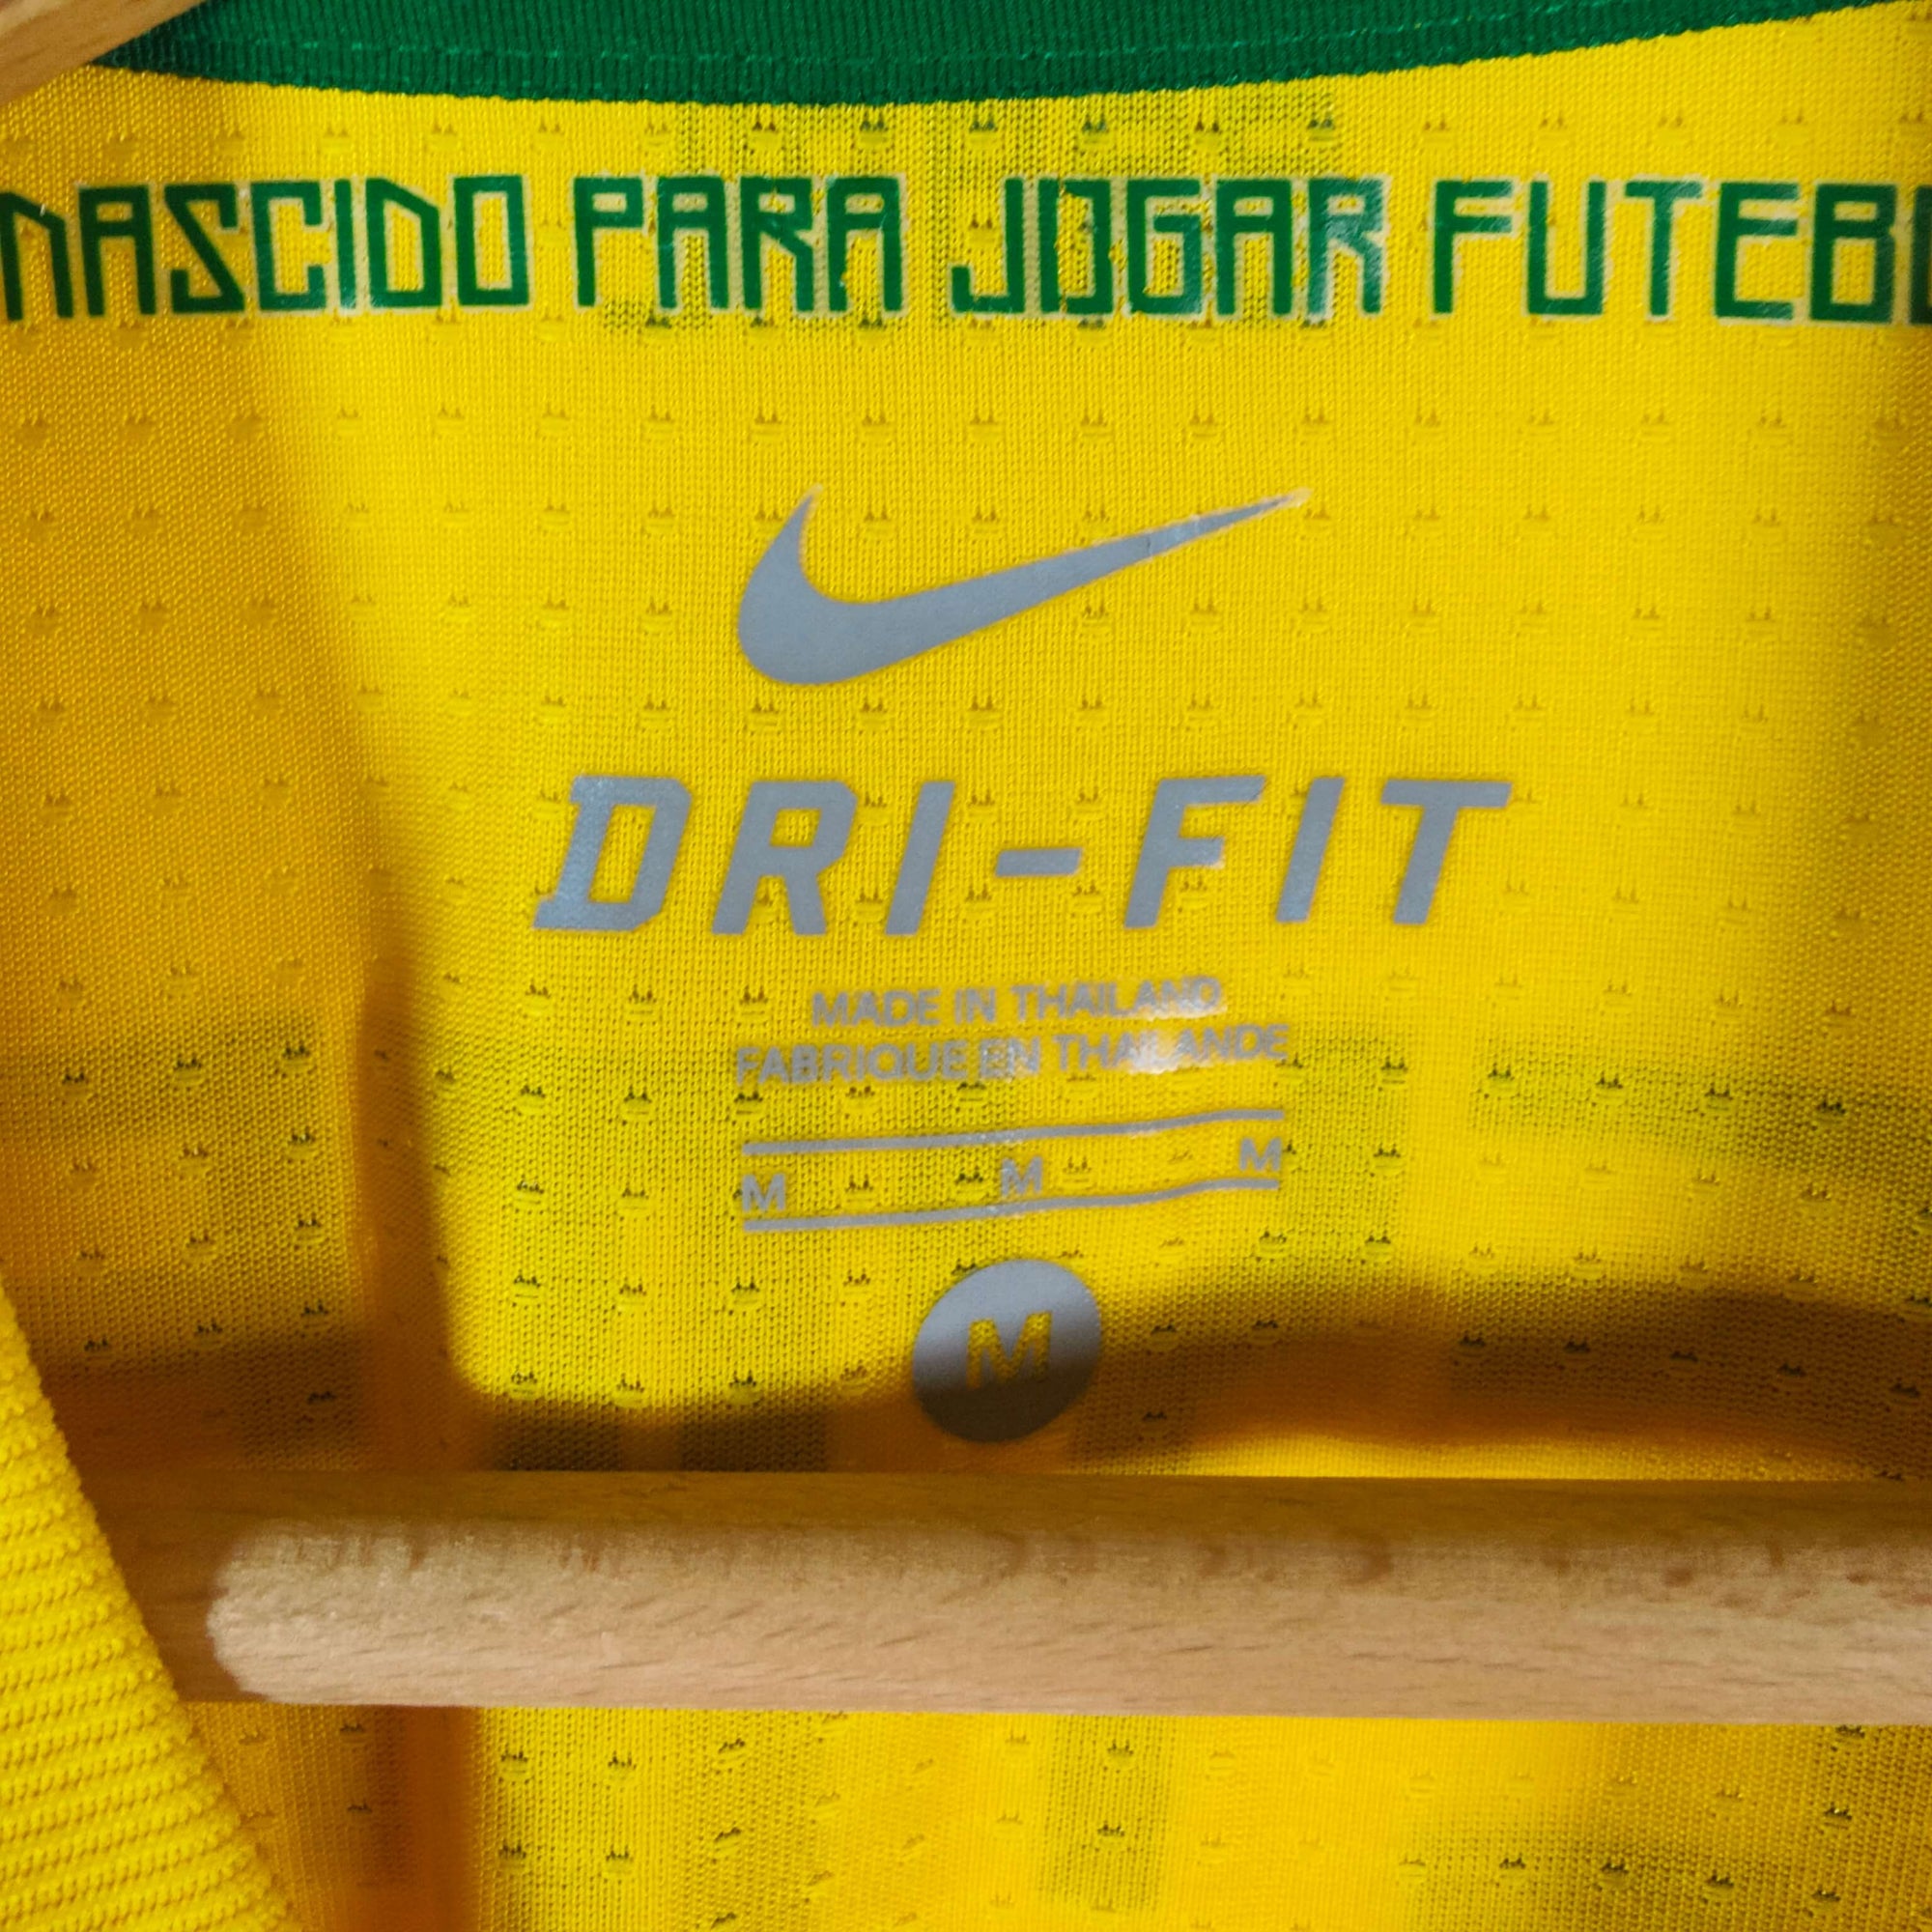 NASCIDO PARA JOGAR FUTEB
DRI-FIT
MADE IN THAILAND
FABRIQUE EN THAILANDE
M M M
M